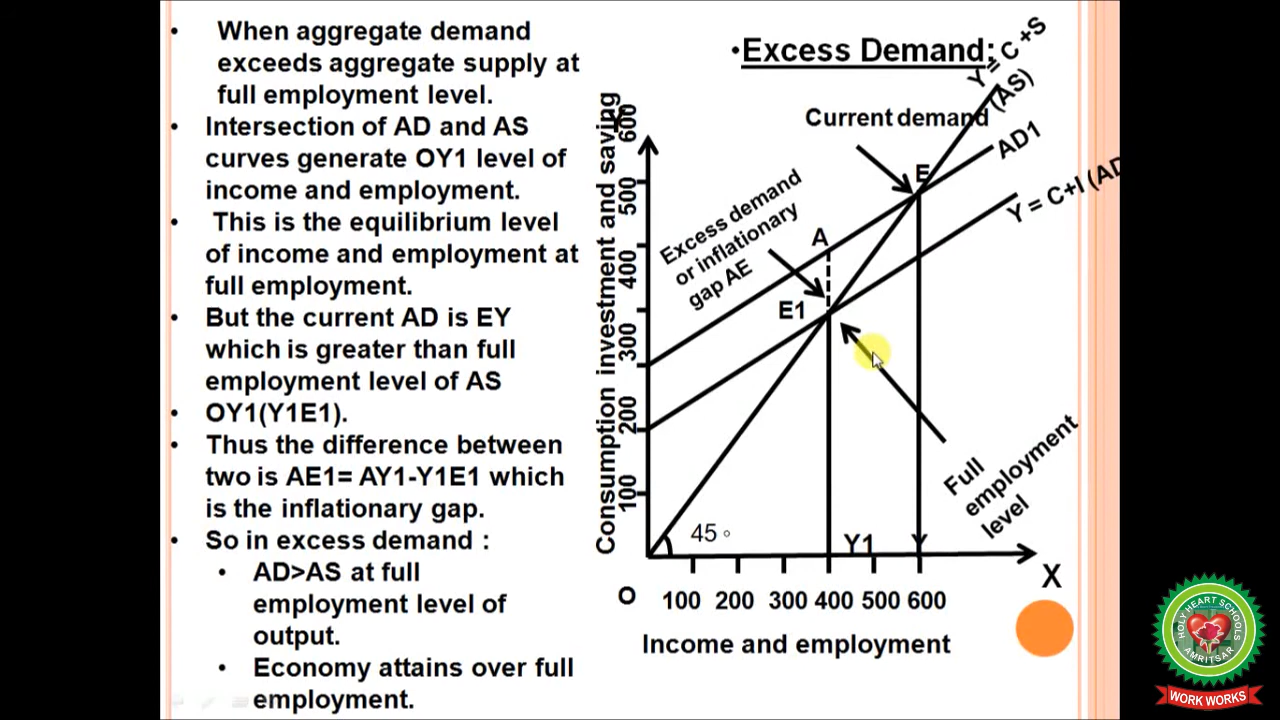 • When aggregate demand
exceeds aggregate supply at
full employment level.
• Intersection of AD and AS
curves generate OY1 level of
income and employment.
• This is the equilibrium level
of income and employment at
full employment.
• But the current AD is EY
which is greater than full
employment level of AS
• OY1(Y1E1).
• Thus the difference between
two is AE1= AY1-Y1E1 which
is the inflationary gap.
• So in excess demand :
• AD>AS at full
employment level of
output.
• Economy attains over full
employment.
•Excess Demand:
Y = C +S
(AS)
Current demand
AD1
Y = C+I (AD
E
A
E1
Excess demand
or inflationary
gap AE
Consumption investment and saving
600
500
400
300
200
100
45°
Y1
Y
Full
employment
level
O
X
100 200 300 400 500 600
Income and employment
HOLY HEART SCHOOLS
AMRITSAR
WORK WORKS